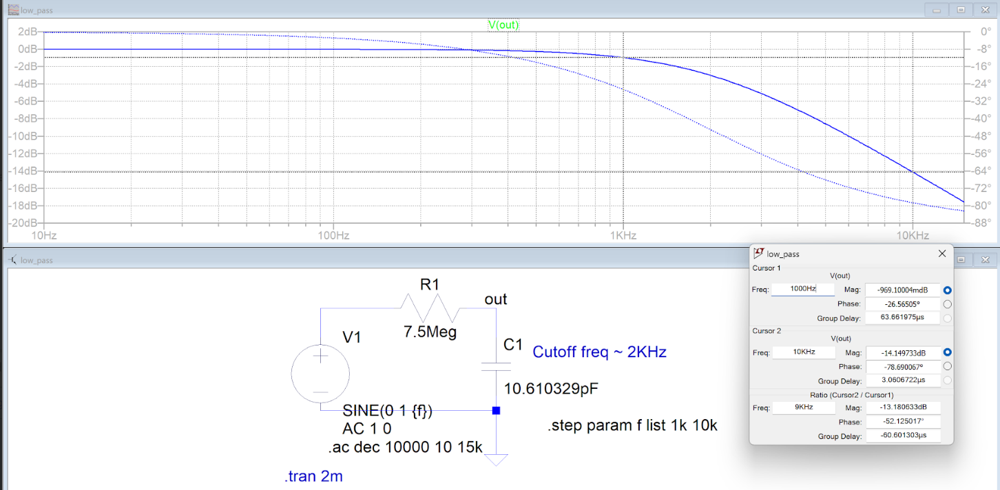 low_pass
V(out)
2dB 0°
0dB -8°
-2dB -16°
-4dB -24°
-6dB -32°
-8dB -40°
-10dB -48°
-12dB -56°
-14dB -64°
-16dB -72°
-18dB -80°
-20dB -88°
10Hz 100Hz 1KHz 10KHz
low_pass
R1
out
7.5Meg
V1
C1
Cutoff freq ~ 2KHz
10.610329pF
SINE(0 1 {f})
AC 1 0
.step param f list 1k 10k
.ac dec 10000 10 15k
.tran 2m
low_pass
Cursor 1
V(out)
Freq: 1000Hz Mag: -969.10004mdB
Phase: -26.56505°
Group Delay: 63.661975µs
Cursor 2
V(out)
Freq: 10KHz Mag: -14.149733dB
Phase: -78.690067°
Group Delay: 3.0606722µs
Ratio (Cursor2 / Cursor1)
Freq: 9KHz Mag: -13.180633dB
Phase: -52.125017°
Group Delay: -60.601303µs